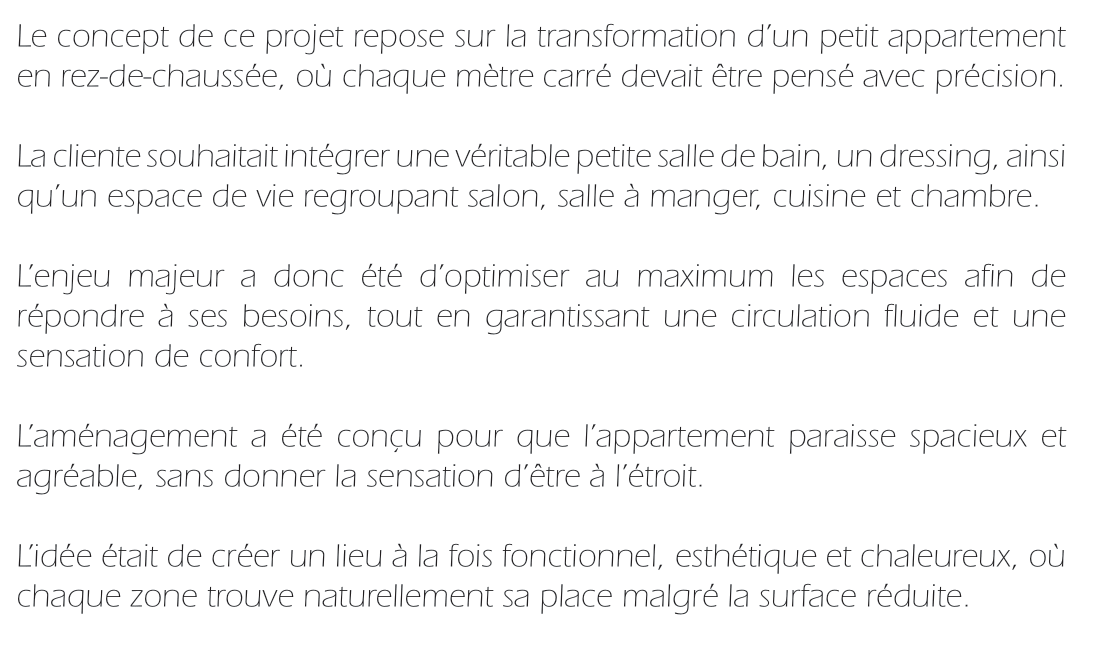 Le concept de ce projet repose sur la transformation d’un petit appartement
en rez-de-chaussée, où chaque mètre carré devait être pensé avec précision.
La cliente souhaitait intégrer une véritable petite salle de bain, un dressing, ainsi
qu’un espace de vie regroupant salon, salle à manger, cuisine et chambre.
L’enjeu majeur a donc été d’optimiser au maximum les espaces afin de
répondre à ses besoins, tout en garantissant une circulation fluide et une
sensation de confort.
L’aménagement a été conçu pour que l’appartement paraisse spacieux et
agréable, sans donner la sensation d’être à l’étroit.
L’idée était de créer un lieu à la fois fonctionnel, esthétique et chaleureux, où
chaque zone trouve naturellement sa place malgré la surface réduite.